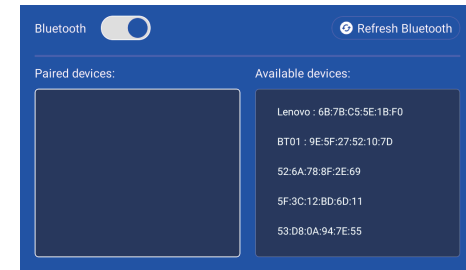 Bluetooth
Refresh Bluetooth
Paired devices:
Available devices:
Lenovo : 6B:7B:C5:5E:1B:F0
BT01 : 9E:5F:27:52:10:7D
52:6A:78:8F:2E:69
5F:3C:12:BD:6D:11
53:D8:0A:94:7E:55